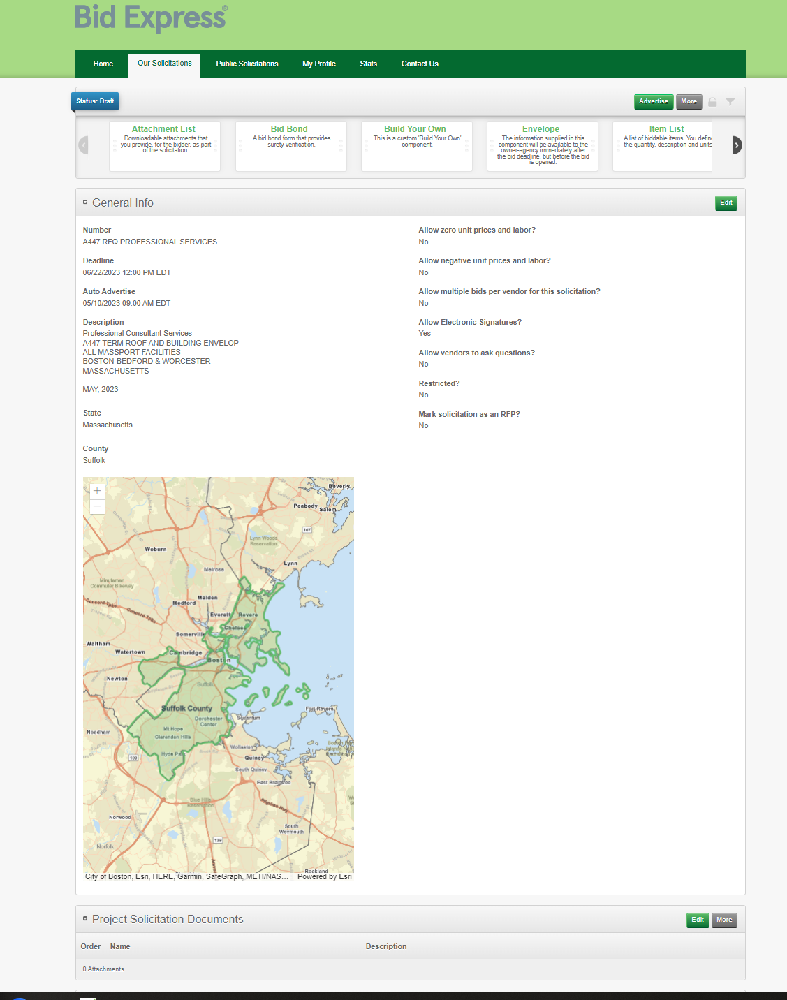 Bid Express®
Home
Our Solicitations
Public Solicitations
My Profile
Stats
Contact Us
Status: Draft
Advertise
More
Attachment List
Downloadable attachments that
you provide, for the bidder, as part
of the solicitation.
Bid Bond
A bid bond form that provides
surety verification.
Build Your Own
This is a custom 'Build Your Own'
component.
Envelope
The information supplied in this
component will be available to the
owner-agency immediately after
the bid deadline, but before the bid
is opened.
Item List
A list of biddable items. You define
the quantity, description and units
General Info
Edit
Number
A447 RFQ PROFESSIONAL SERVICES
Deadline
06/22/2023 12:00 PM EDT
Auto Advertise
05/10/2023 09:00 AM EDT
Description
Professional Consultant Services
A447 TERM ROOF AND BUILDING ENVELOP
ALL MASSPORT FACILITIES
BOSTON-BEDFORD & WORCESTER
MASSACHUSETTS
MAY, 2023
State
Massachusetts
County
Suffolk
Allow zero unit prices and labor?
No
Allow negative unit prices and labor?
No
Allow multiple bids per vendor for this solicitation?
No
Allow Electronic Signatures?
Yes
Allow vendors to ask questions?
No
Restricted?
No
Mark solicitation as an RFP?
No
+
−
Beverly
Peabody
Salem
107
Lynn Woods
Reservation
Woburn
Lynn
Melrose
Minuteman
Commuter Bikeway
Malden
Medford
Concord Tpke
Concord Tpke
Everett
Revere
Chelsea
Somerville
Waltham
Watertown
Cambridge
Boston
Newton
Suffolk
Suffolk County
Fort Revere
Dorchester
Center
Squantum
Mt Hope
Clarendon Hills
Needham
Wollaston
Hyde Park
109
Quincy
South Quincy
East Braintree
Blue Hills
Reservation
Pilgrims Hwy
Norwood
South
Weymouth
139
Norfolk
Rockland
City of Boston, Esri, HERE, Garmin, SafeGraph, METI/NAS...
Powered by Esri
Project Solicitation Documents
Edit
More
Order
Name
Description
0 Attachments